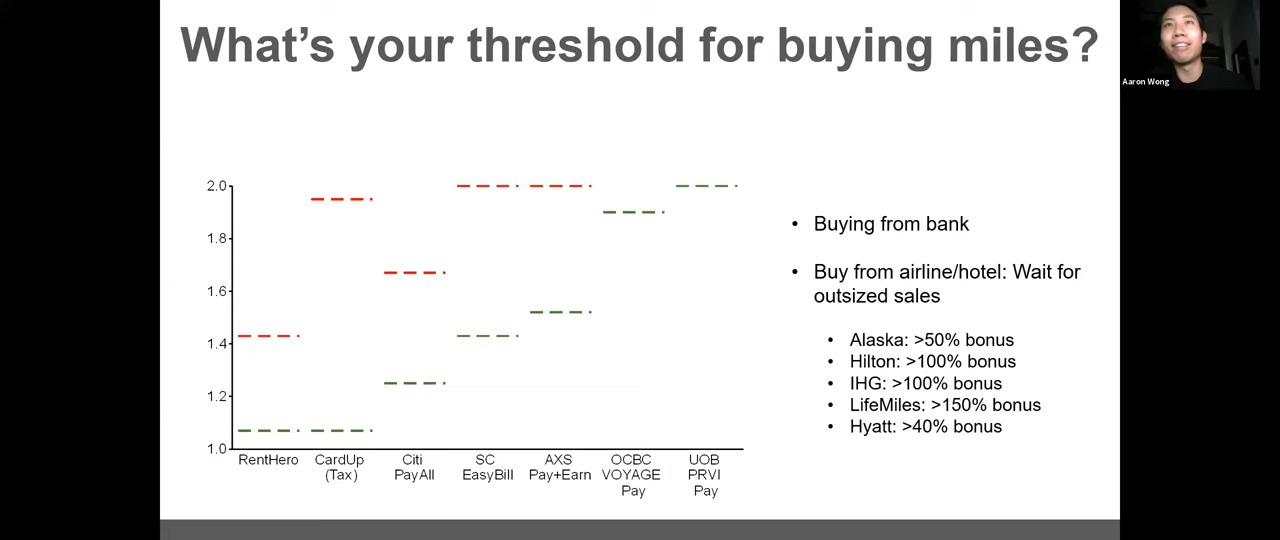 What's your threshold for buying miles?
Aaron Wong
2.0
1.8
1.6
1.4
1.2
1.0
RentHero
CardUp
(Tax)
Citi
PayAll
SC
EasyBill
AXS
Pay+Earn
OCBC
VOYAGE
Pay
UOB
PRVI
Pay
• Buying from bank
• Buy from airline/hotel: Wait for
outsized sales
• Alaska: >50% bonus
• Hilton: >100% bonus
• IHG: >100% bonus
• LifeMiles: >150% bonus
• Hyatt: >40% bonus